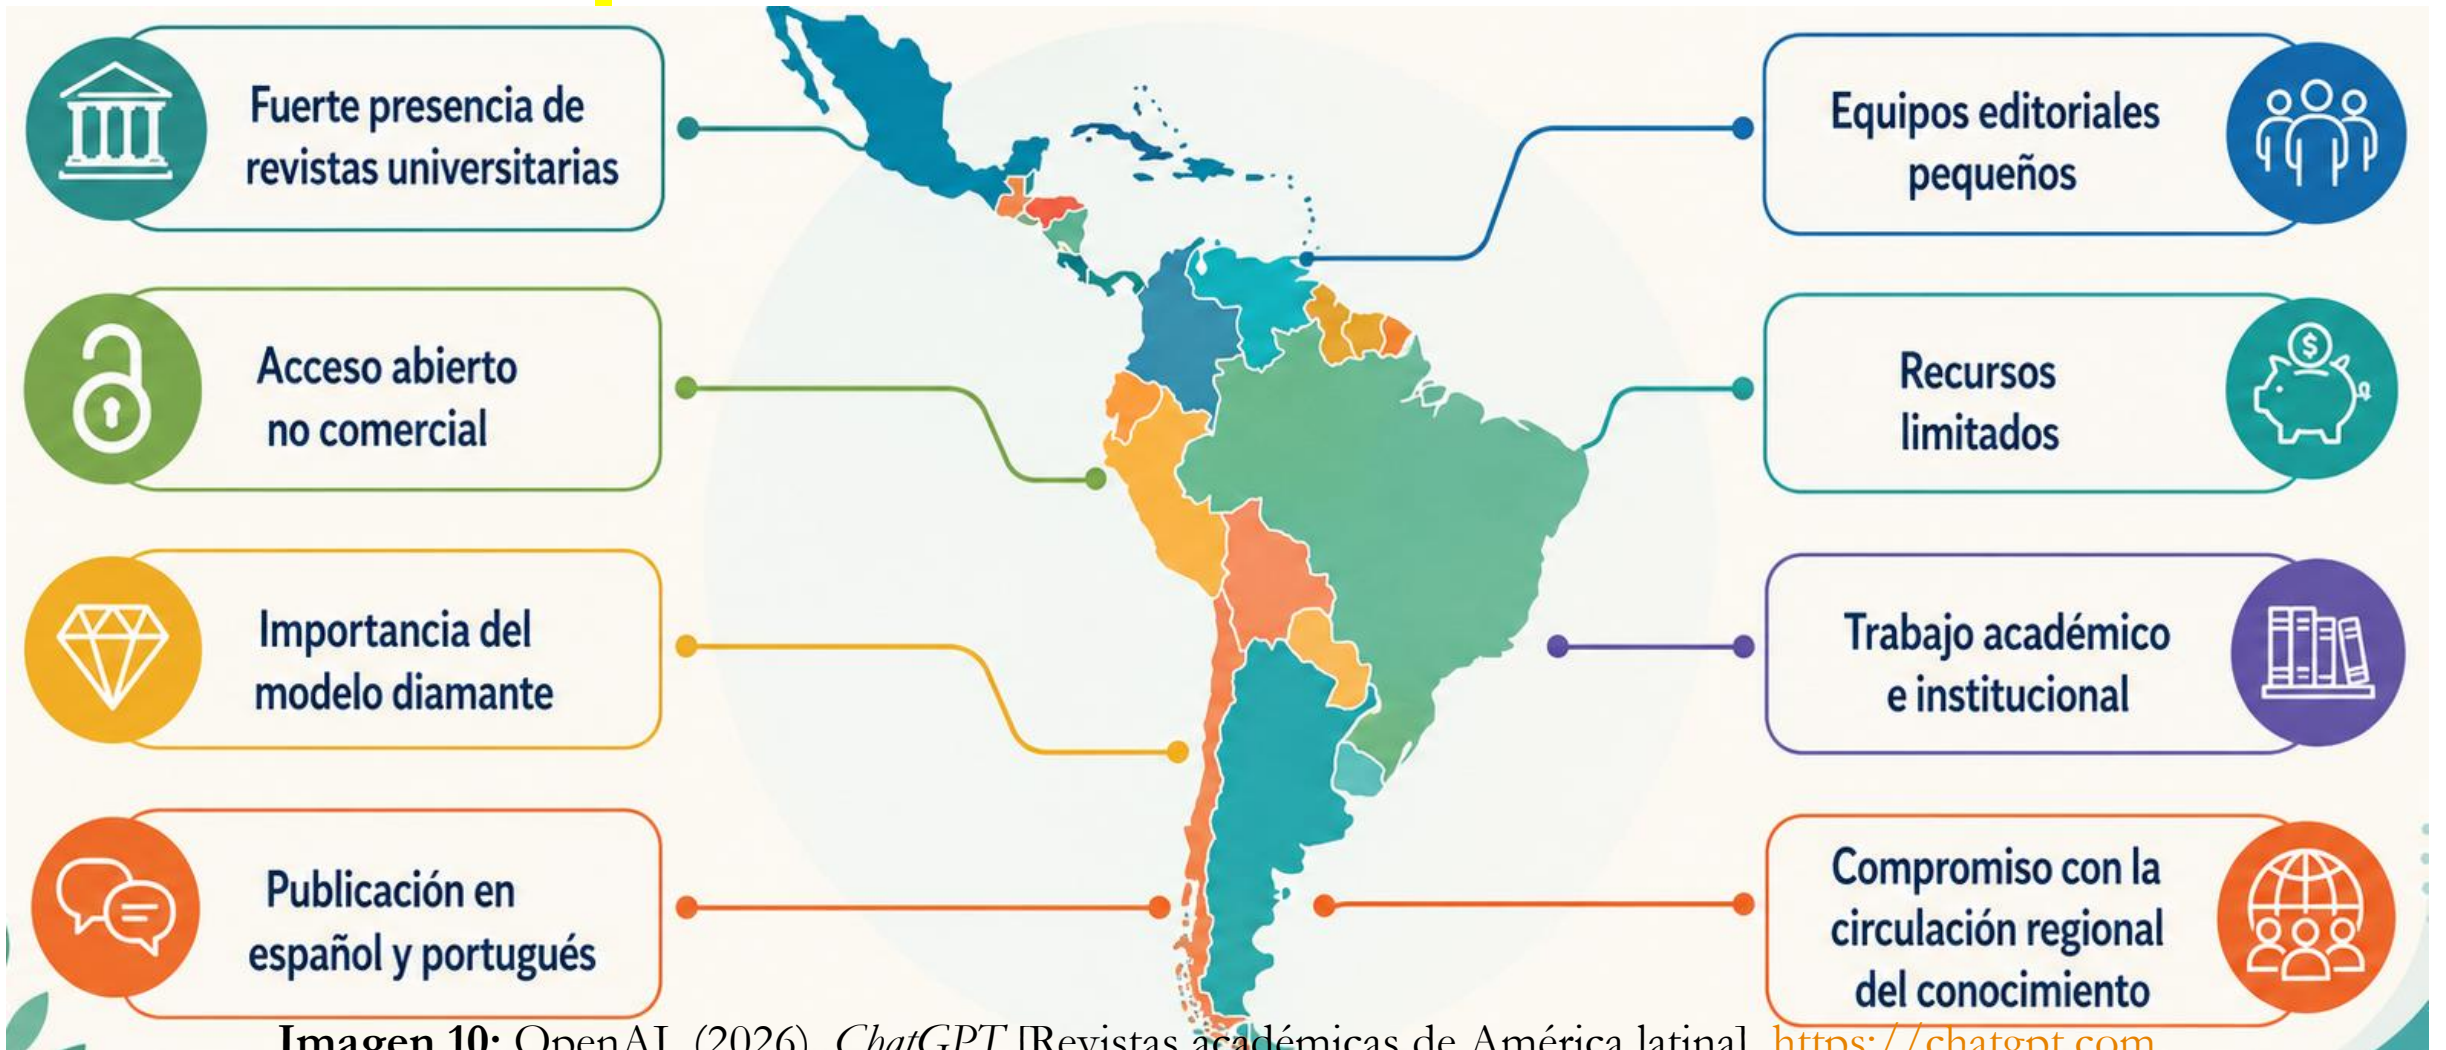 Fuerte presencia de
revistas universitarias
Acceso abierto
no comercial
Importancia del
modelo diamante
Publicación en
español y portugués
Equipos editoriales
pequeños
$
Recursos
limitados
Trabajo académico
e institucional
Compromiso con la
circulación regional
del conocimiento
Imagen 10: OpenAI. (2026). ChatGPT [Revistas académicas de América latina]. https://chatgpt.com